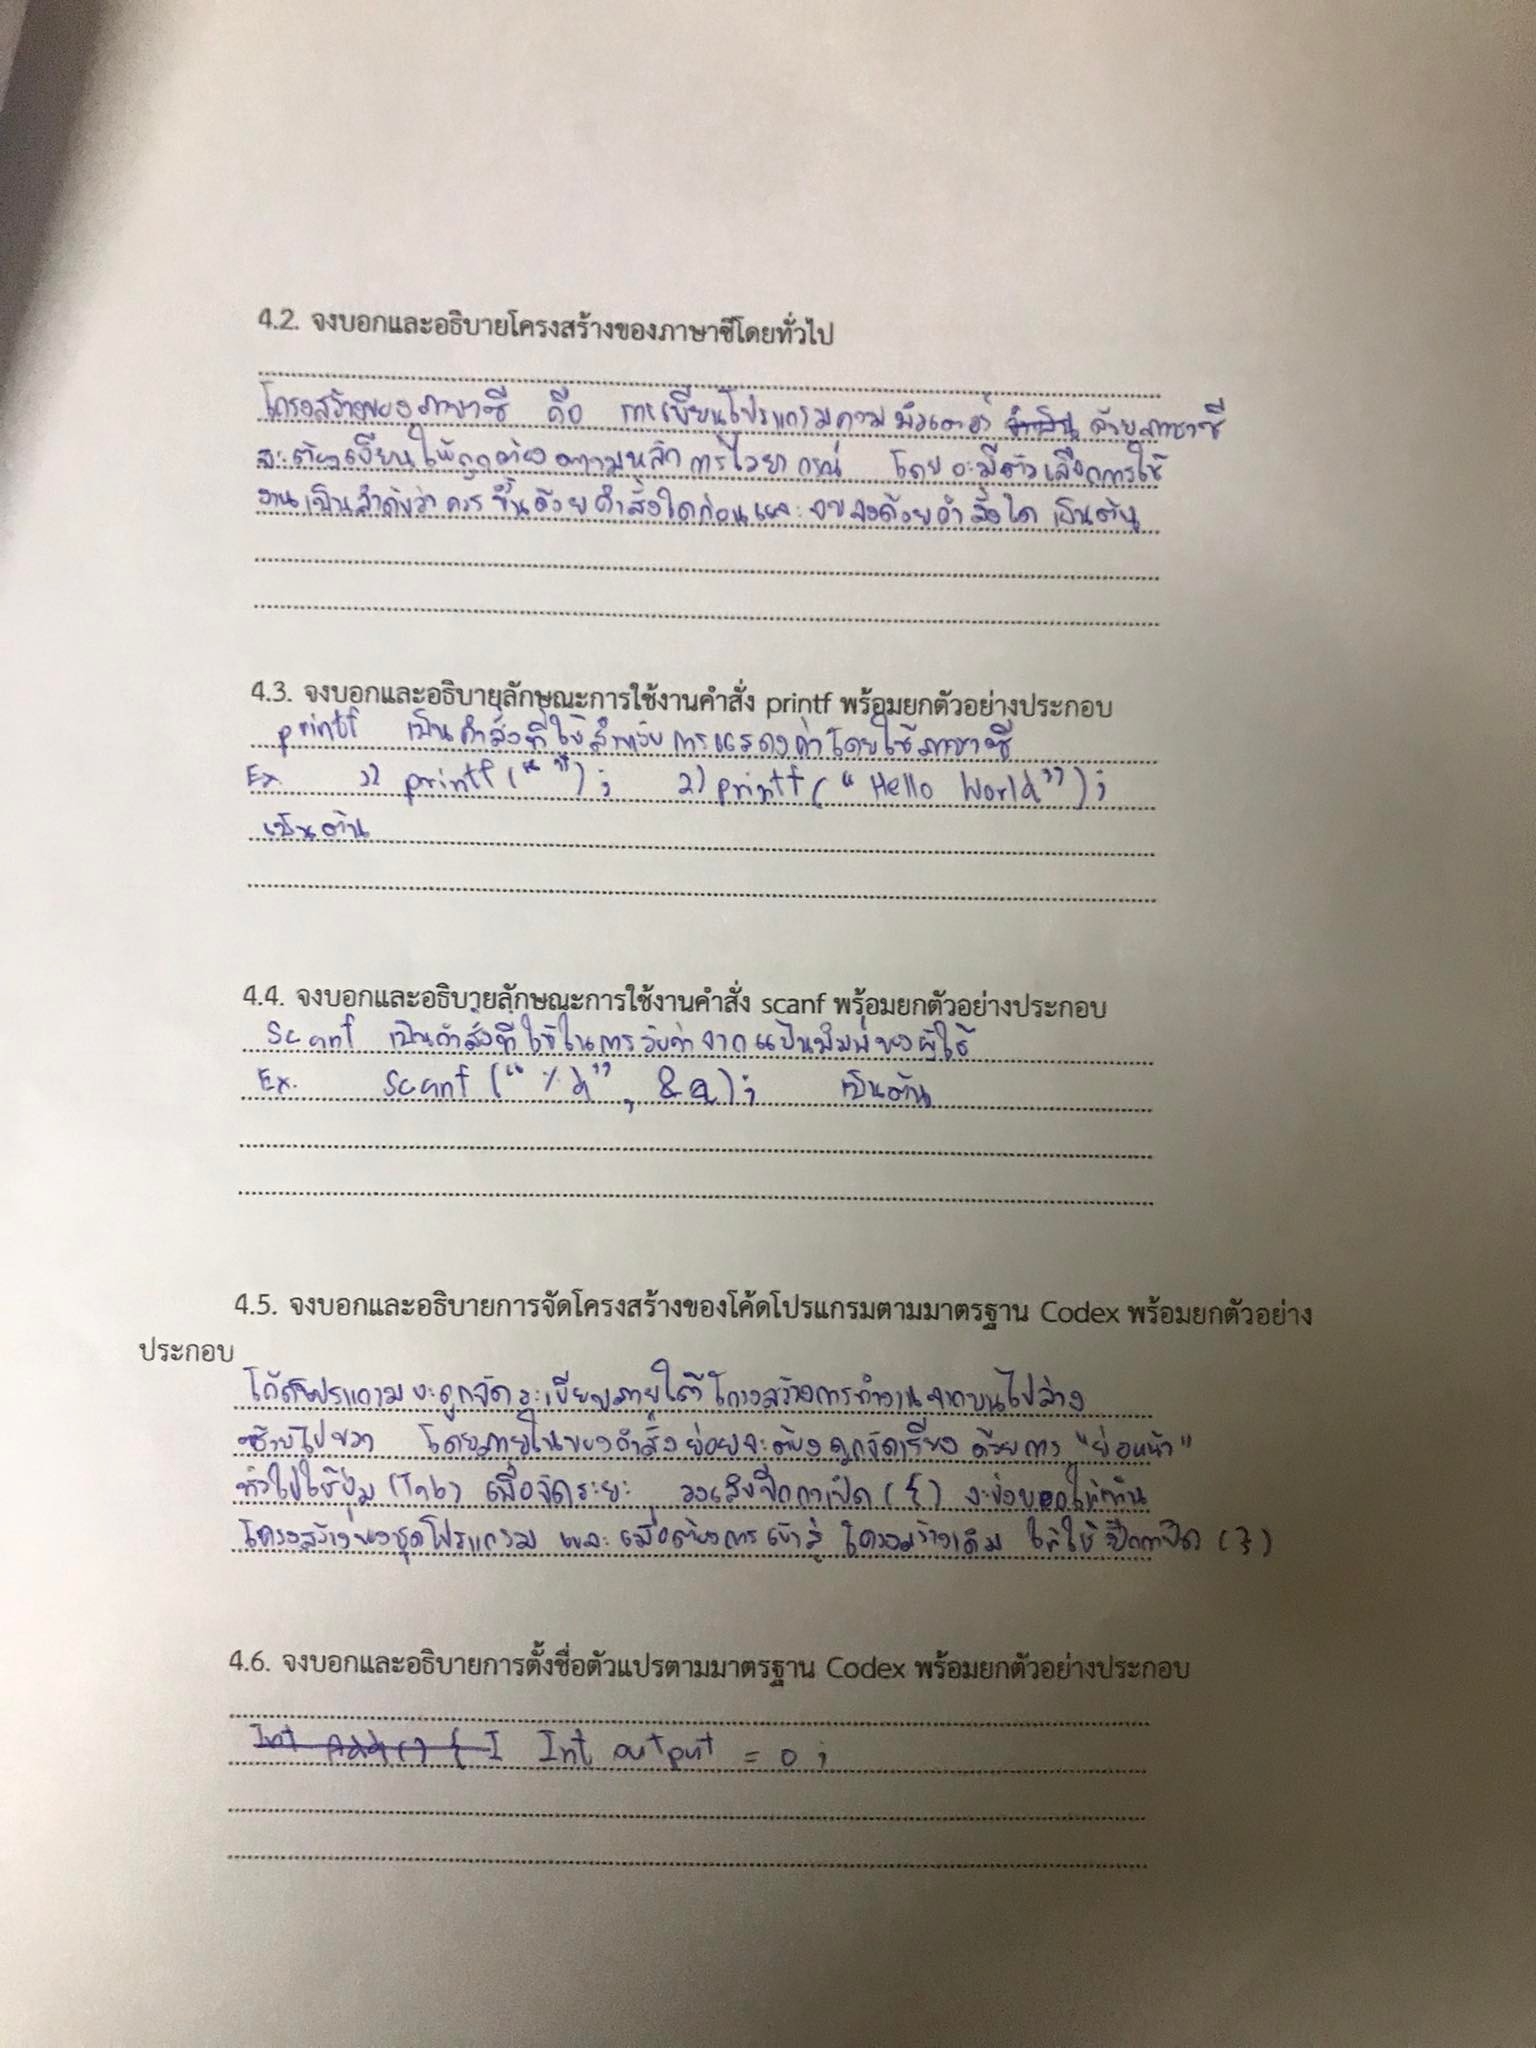 4.2. จงบอกและอธิบายโครงสร้างของภาษาซีโดยทั่วไป
โครงสร้างของภาษาซี คือ การเขียนโปรแกรมคอมพิวเตอร์ ด้วยภาษาซี
จะต้องเขียนให้ถูกต้องตามหลักการไวยากรณ์ โดยจะมีตัวเลือกการใช้
งานเป็นลำดับว่าควรขึ้นด้วยคำสั่งใดก่อนและจบลงด้วยคำสั่งใด เป็นต้น
4.3. จงบอกและอธิบายลักษณะการใช้งานคำสั่ง printf พร้อมยกตัวอย่างประกอบ
printf เป็นคำสั่งที่ใช้สำหรับการแสดงค่าโดยใช้ภาษาซี
Ex. 1) printf(“ ”); 2) printf(“Hello World”);
เป็นต้น
4.4. จงบอกและอธิบายลักษณะการใช้งานคำสั่ง scanf พร้อมยกตัวอย่างประกอบ
Scanf เป็นคำสั่งที่ใช้ในการรับค่าจากแป้นพิมพ์ของผู้ใช้
Ex. Scanf (“%d”, &a); เป็นต้น
4.5. จงบอกและอธิบายการจัดโครงสร้างของโค้ดโปรแกรมตามมาตรฐาน Codex พร้อมยกตัวอย่าง
ประกอบ
โค้ดโปรแกรมจะถูกจัดระเบียบภายใต้โครงสร้างการทำงานจากบนไปล่าง
ซ้ายไปขวา โดยภายในของคำสั่งย่อยจะต้องถูกจัดเรียงด้วยการ “ย่อหน้า”
ทั่วไปใช้ปุ่ม (Tab) เพื่อจัดระยะ วงเล็บปีกกาเปิด ({) จะบ่งบอกให้ท่าน
โครงสร้างของชุดโปรแกรม และเมื่อต้องการเข้าสู่โครงสร้างเดิม ให้ใช้ปีกกาปิด (})
4.6. จงบอกและอธิบายการตั้งชื่อตัวแปรตามมาตรฐาน Codex พร้อมยกตัวอย่างประกอบ
Int Add() { I Int output = 0;